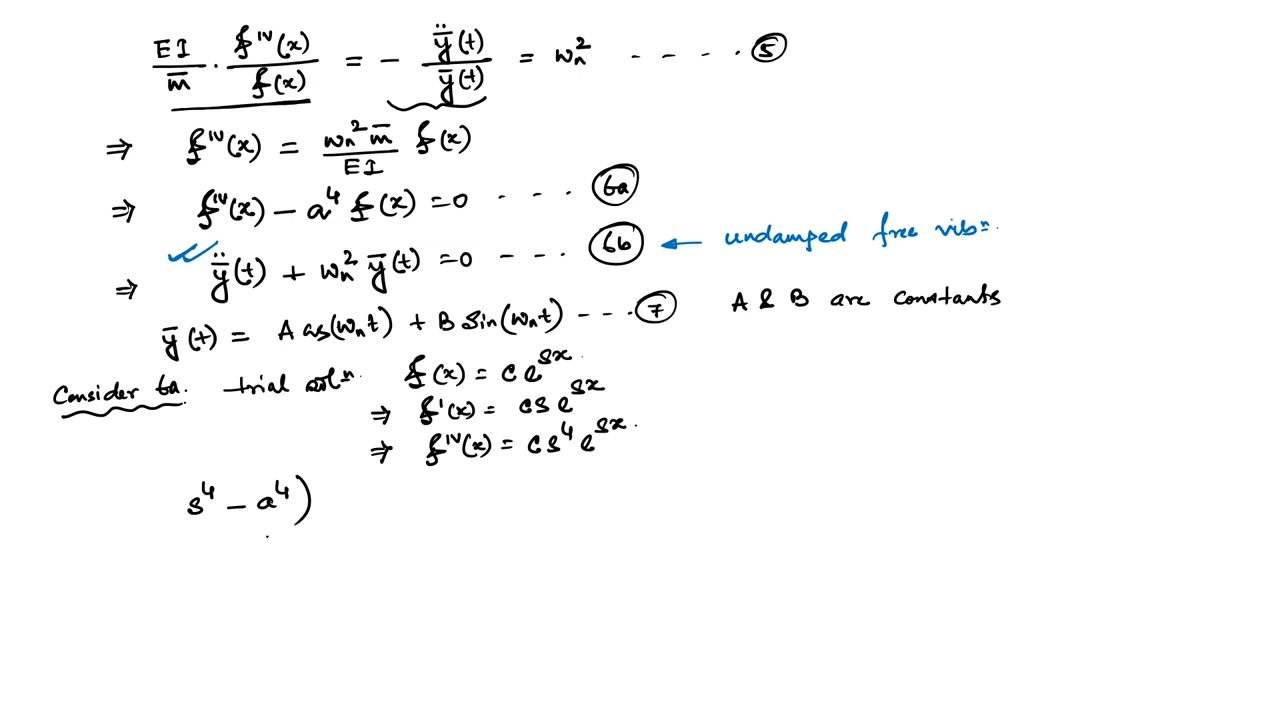 EI/m̄ · f^IV(x)/f(x) = − ÿ̄(t)/ȳ(t) = ωn² - - - - · ⑤
⇒ f^IV(x) = ωn² m̄/EI f(x)
⇒ f^IV(x) − a⁴ f(x) = 0 - - - · (6a)
⇒ ÿ̄(t) + ωn² ȳ(t) = 0 - - - · (6b) ← undamped free vibⁿ.
ȳ(t) = A cos(ωn t) + B Sin(ωn t) - - - · ⑦ A & B are constants
Consider 6a: trial solⁿ. f(x) = c e^sx
⇒ f'(x) = cs e^sx
⇒ f^IV(x) = cs⁴ e^sx.
s⁴ − a⁴)